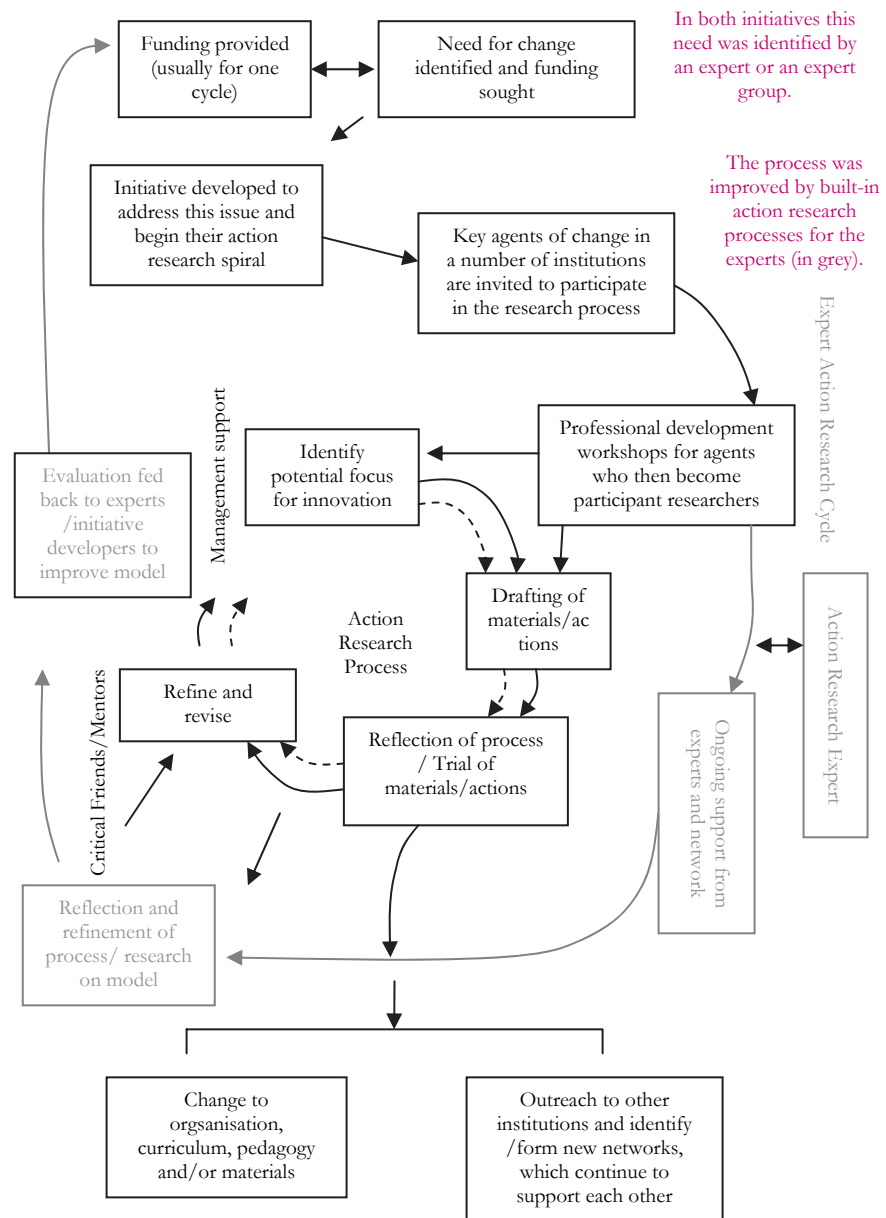 Funding provided
(usually for one
cycle)
Need for change
identified and funding
sought
In both initiatives this
need was identified by
an expert or an expert
group.
Initiative developed to
address this issue and
begin their action
research spiral
Key agents of change in
a number of institutions
are invited to participate
in the research process
The process was
improved by built-in
action research
processes for the
experts (in grey).
Expert Action Research Cycle
Management support
Identify
potential focus
for innovation
Professional development
workshops for agents
who then become
participant researchers
Evaluation fed
back to experts
/initiative
developers to
improve model
Drafting of
materials/ac
tions
Action
Research
Process
Action Research Expert
Refine and
revise
Critical Friends/Mentors
Reflection of process
/ Trial of
materials/actions
Ongoing support from
experts and network
Reflection and
refinement of
process/ research
on model
Change to
orgsanisation,
curriculum, pedagogy
and/or materials
Outreach to other
institutions and identify
/form new networks,
which continue to
support each other